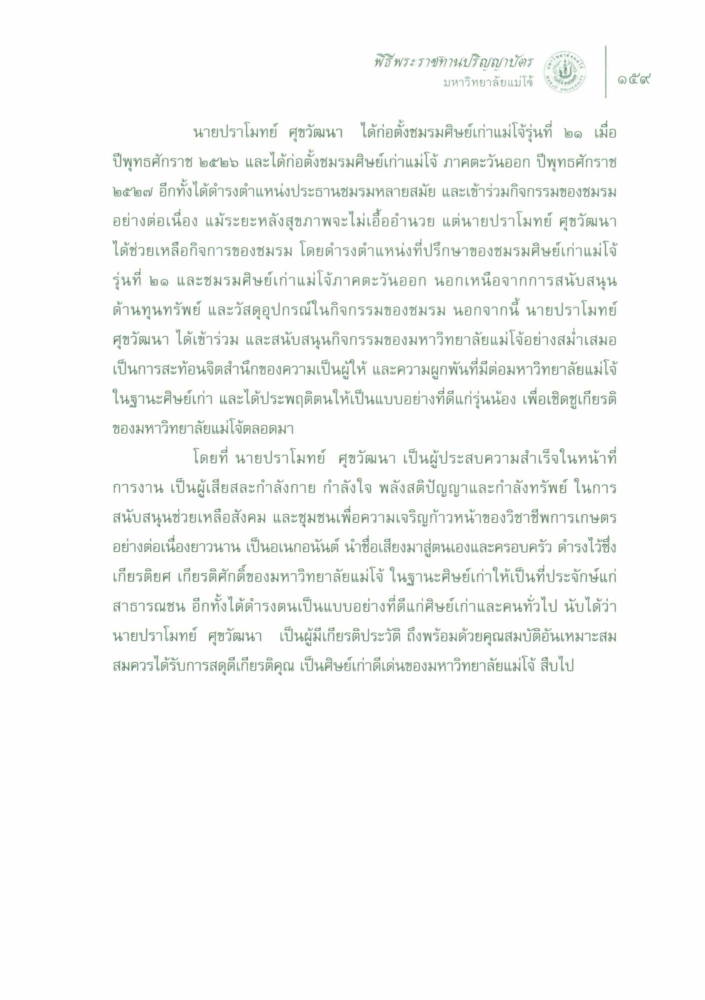 พิธีพระราชทานปริญญาบัตร
มหาวิทยาลัยแม่โจ้
มหาวิทยาลัยแม่โจ้
แม่โจ้ ๒๔๗๗
MAEJO UNIVERSITY
๑๕๙
นายปราโมทย์ ศุขวัฒนา ได้ก่อตั้งชมรมศิษย์เก่าแม่โจ้รุ่นที่ ๒๑ เมื่อ
ปีพุทธศักราช ๒๕๒๖ และได้ก่อตั้งชมรมศิษย์เก่าแม่โจ้ ภาคตะวันออก ปีพุทธศักราช
๒๕๒๗ อีกทั้งได้ดำรงตำแหน่งประธานชมรมหลายสมัย และเข้าร่วมกิจกรรมของชมรม
อย่างต่อเนื่อง แม้ระยะหลังสุขภาพจะไม่เอื้ออำนวย แต่นายปราโมทย์ ศุขวัฒนา
ได้ช่วยเหลือกิจการของชมรม โดยดำรงตำแหน่งที่ปรึกษาของชมรมศิษย์เก่าแม่โจ้
รุ่นที่ ๒๑ และชมรมศิษย์เก่าแม่โจ้ภาคตะวันออก นอกเหนือจากการสนับสนุน
ด้านทุนทรัพย์ และวัสดุอุปกรณ์ในกิจกรรมของชมรม นอกจากนี้ นายปราโมทย์
ศุขวัฒนา ได้เข้าร่วม และสนับสนุนกิจกรรมของมหาวิทยาลัยแม่โจ้อย่างสม่ำเสมอ
เป็นการสะท้อนจิตสำนึกของความเป็นผู้ให้ และความผูกพันที่มีต่อมหาวิทยาลัยแม่โจ้
ในฐานะศิษย์เก่า และได้ประพฤติตนให้เป็นแบบอย่างที่ดีแก่รุ่นน้อง เพื่อเชิดชูเกียรติ
ของมหาวิทยาลัยแม่โจ้ตลอดมา
โดยที่ นายปราโมทย์ ศุขวัฒนา เป็นผู้ประสบความสำเร็จในหน้าที่
การงาน เป็นผู้เสียสละกำลังกาย กำลังใจ พลังสติปัญญาและกำลังทรัพย์ ในการ
สนับสนุนช่วยเหลือสังคม และชุมชนเพื่อความเจริญก้าวหน้าของวิชาชีพการเกษตร
อย่างต่อเนื่องยาวนาน เป็นอเนกอนันต์ นำชื่อเสียงมาสู่ตนเองและครอบครัว ดำรงไว้ซึ่ง
เกียรติยศ เกียรติศักดิ์ของมหาวิทยาลัยแม่โจ้ ในฐานะศิษย์เก่าให้เป็นที่ประจักษ์แก่
สาธารณชน อีกทั้งได้ดำรงตนเป็นแบบอย่างที่ดีแก่ศิษย์เก่าและคนทั่วไป นับได้ว่า
นายปราโมทย์ ศุขวัฒนา เป็นผู้มีเกียรติประวัติ ถึงพร้อมด้วยคุณสมบัติอันเหมาะสม
สมควรได้รับการสดุดีเกียรติคุณ เป็นศิษย์เก่าดีเด่นของมหาวิทยาลัยแม่โจ้ สืบไป